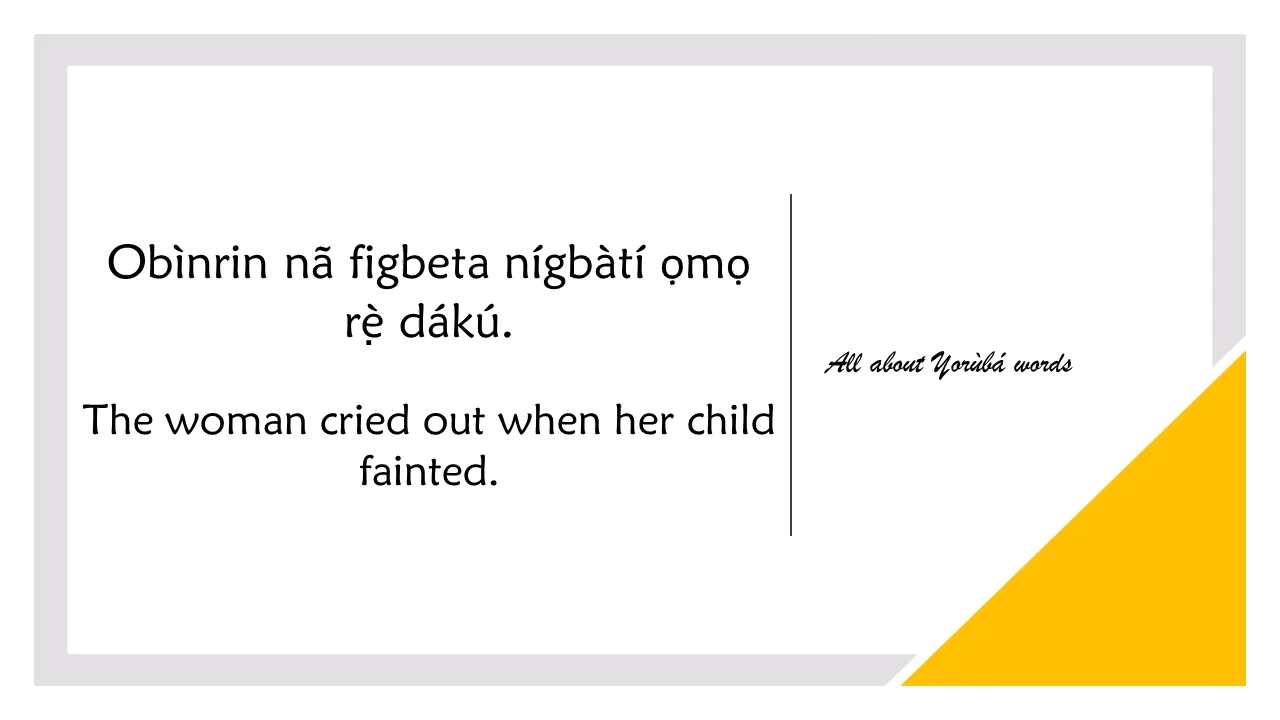 Obìnrin nã figbeta nígbàtí ọmọ
rẹ̀ dákú.
The woman cried out when her child
fainted.
All about Yorùbá words